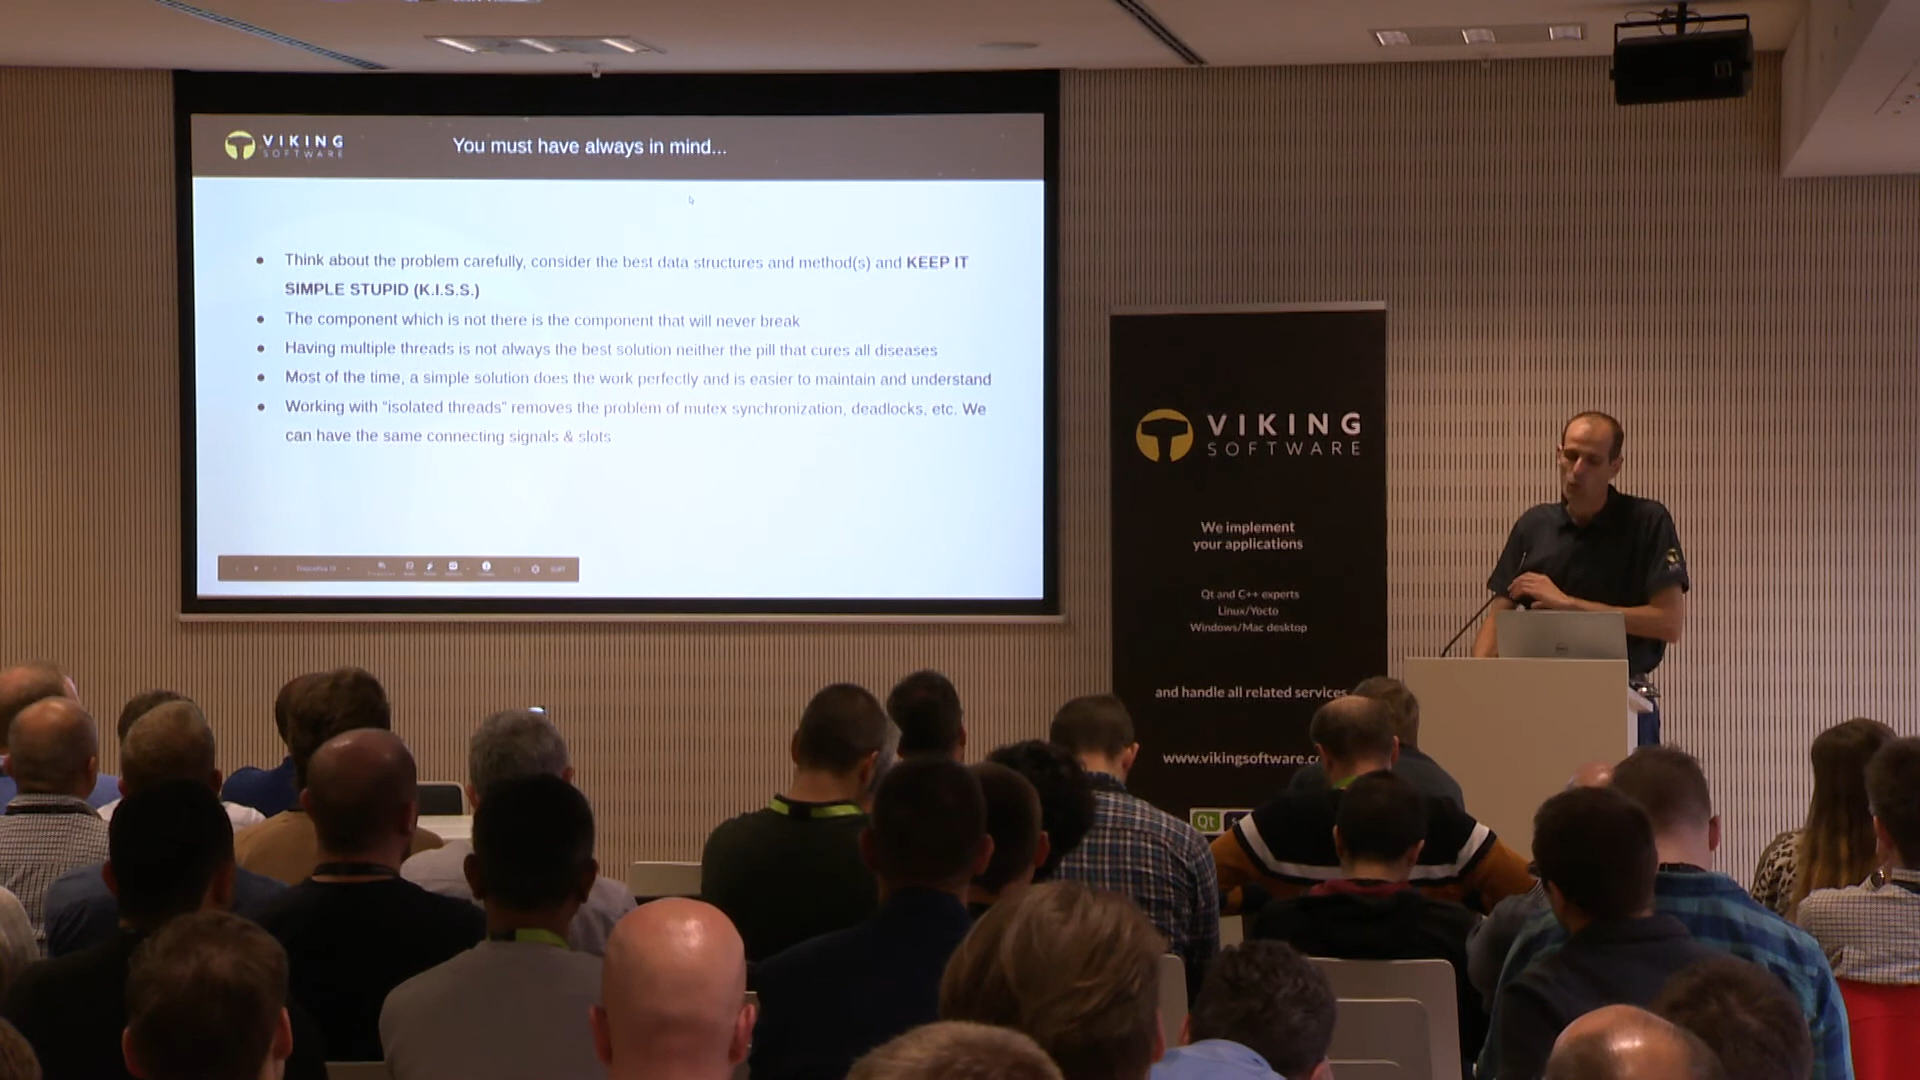 VIKING
SOFTWARE
You must have always in mind...
● Think about the problem carefully, consider the best data structures and method(s) and KEEP IT
SIMPLE STUPID (K.I.S.S.)
● The component which is not there is the component that will never break
● Having multiple threads is not always the best solution neither the pill that cures all diseases
● Most of the time, a simple solution does the work perfectly and is easier to maintain and understand
● Working with “isolated threads” removes the problem of mutex synchronization, deadlocks, etc. We
can have the same connecting signals & slots
VIKING
SOFTWARE
We implement
your applications
Qt and C++ experts
Linux/Yocto
Windows/Mac desktop
and handle all related services
www.vikingsoftware.c
Qt